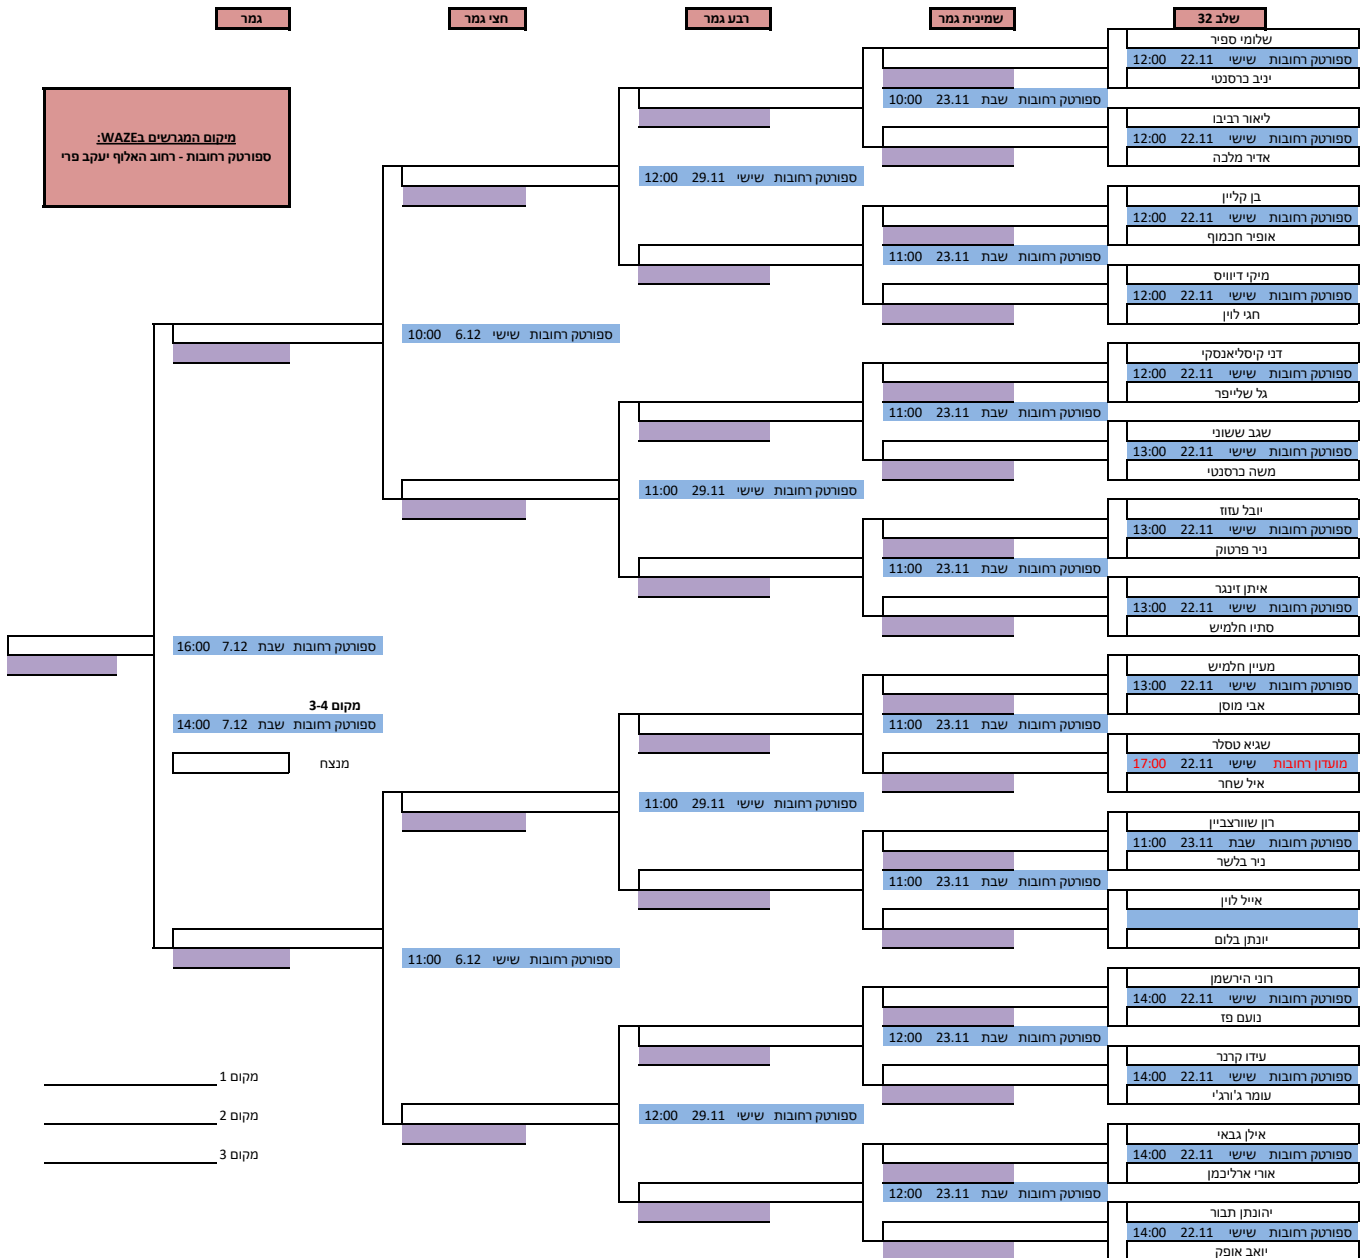 שלב 32
שמינית גמר
רבע גמר
חצי גמר
גמר
מיקום המגרשים בWAZE:
ספורטק רחובות - רחוב האלוף יעקב פרי
שלומי ספיר
ספורטק רחובות שישי 22.11 12:00
יניב כרסנטי
ליאור רביבו
ספורטק רחובות שישי 22.11 12:00
אדיר מלכה
בן קליין
ספורטק רחובות שישי 22.11 12:00
אופיר חכמוף
מיקי דיוויס
ספורטק רחובות שישי 22.11 12:00
חגי לוין
דני קיסליאנסקי
ספורטק רחובות שישי 22.11 12:00
גל שלייפר
שגב ששוני
ספורטק רחובות שישי 22.11 13:00
משה כרסנטי
יובל עזוז
ספורטק רחובות שישי 22.11 13:00
ניר פרטוק
איתן זינגר
ספורטק רחובות שישי 22.11 13:00
סתיו חלמיש
מעיין חלמיש
ספורטק רחובות שישי 22.11 13:00
אבי מוסן
שגיא טסלר
מועדון רחובות שישי 22.11 17:00
איל שחר
רון שוורצביין
ספורטק רחובות שבת 23.11 11:00
ניר בלשר
אייל לוין
יונתן בלום
רוני הירשמן
ספורטק רחובות שישי 22.11 14:00
נועם פז
עידו קרנר
ספורטק רחובות שישי 22.11 14:00
עומר ג'ורג'י
אילן גבאי
ספורטק רחובות שישי 22.11 14:00
אורי ארליכמן
יהונתן תבור
ספורטק רחובות שישי 22.11 14:00
יואב אופק
ספורטק רחובות שבת 23.11 10:00
ספורטק רחובות שבת 23.11 11:00
ספורטק רחובות שבת 23.11 11:00
ספורטק רחובות שבת 23.11 11:00
ספורטק רחובות שבת 23.11 11:00
ספורטק רחובות שבת 23.11 11:00
ספורטק רחובות שבת 23.11 12:00
ספורטק רחובות שבת 23.11 12:00
ספורטק רחובות שישי 29.11 12:00
ספורטק רחובות שישי 29.11 11:00
ספורטק רחובות שישי 29.11 11:00
ספורטק רחובות שישי 29.11 12:00
ספורטק רחובות שישי 6.12 10:00
ספורטק רחובות שישי 6.12 11:00
ספורטק רחובות שבת 7.12 16:00
מקום 3-4
ספורטק רחובות שבת 7.12 14:00
מנצח
מקום 1
מקום 2
מקום 3